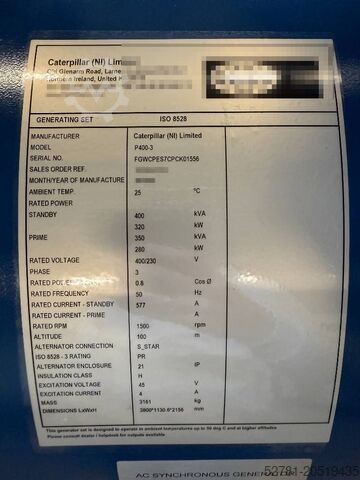 Caterpillar (NI) Limited
Old Glenarm Road, Larne
Northern Ireland, United K
GENERATING SET ISO 8528
MANUFACTURER Caterpillar (NI) Limited
MODEL P400-3
SERIAL NO. FGWCPES7CPCK01556
SALES ORDER REF.
MONTH/YEAR OF MANUFACTURE
AMBIENT TEMP. 25 °C
RATED POWER
STANDBY 400 kVA
320 kW
PRIME 350 kVA
280 kW
RATED VOLTAGE 400/230 V
PHASE 3
RATED POWER 0.8 Cos Ø
RATED FREQUENCY 50 Hz
RATED CURRENT - STANDBY 577 A
RATED CURRENT - PRIME A
RATED RPM 1500 rpm
ALTITUDE 100 m
ALTERNATOR CONNECTION S_STAR
ISO 8528 - 3 RATING PR
ALTERNATOR ENCLOSURE 21 IP
INSULATION CLASS H
EXCITATION VOLTAGE 45 V
EXCITATION CURRENT 4 A
MASS 3161 kg
DIMENSIONS LxWxH 3800*1130.6*2156 mm
This generating set is designed to operate in ambient temperatures up to 50 deg C and at higher altitudes
Please consult dealer / helpdesk for outputs available
AC SYNCHRONOUS GENERATOR
52781-20519435